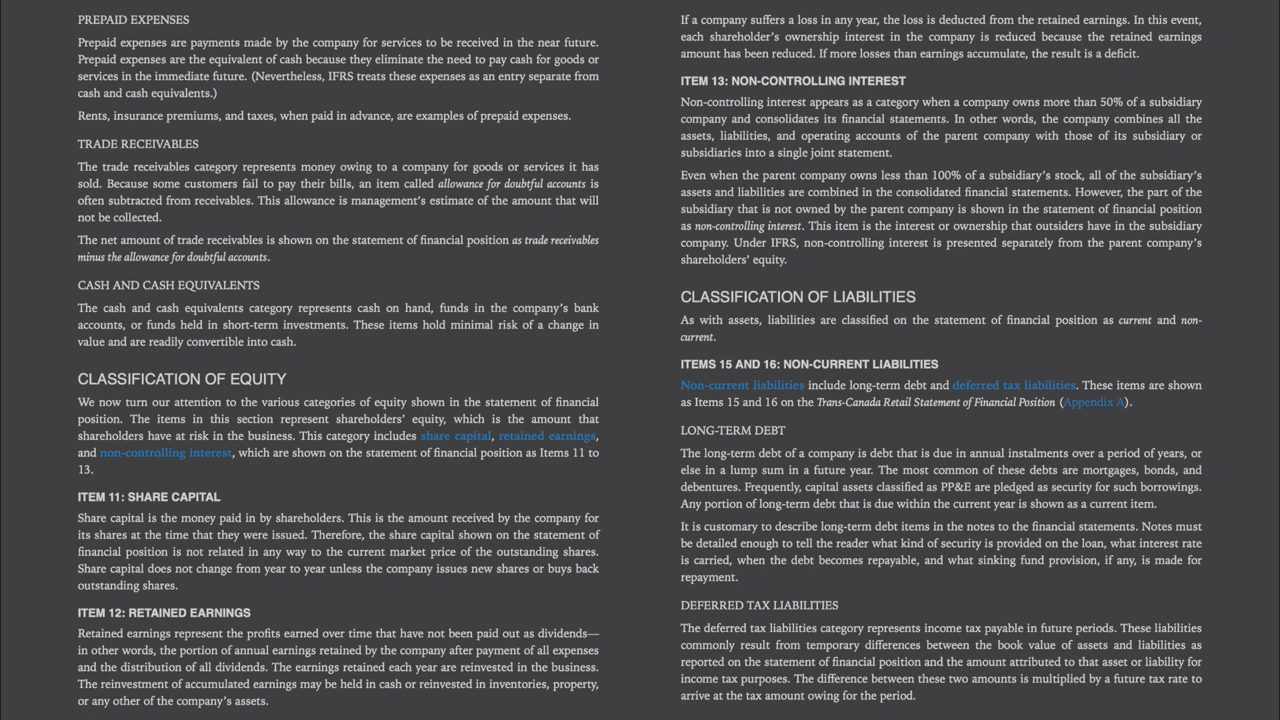 PREPAID EXPENSES
Prepaid expenses are payments made by the company for services to be received in the near future.
Prepaid expenses are the equivalent of cash because they eliminate the need to pay cash for goods or
services in the immediate future. (Nevertheless, IFRS treats these expenses as an entry separate from
cash and cash equivalents.)
Rents, insurance premiums, and taxes, when paid in advance, are examples of prepaid expenses.
TRADE RECEIVABLES
The trade receivables category represents money owing to a company for goods or services it has
sold. Because some customers fail to pay their bills, an item called allowance for doubtful accounts is
often subtracted from receivables. This allowance is management’s estimate of the amount that will
not be collected.
The net amount of trade receivables is shown on the statement of financial position as trade receivables
minus the allowance for doubtful accounts.
CASH AND CASH EQUIVALENTS
The cash and cash equivalents category represents cash on hand, funds in the company’s bank
accounts, or funds held in short-term investments. These items hold minimal risk of a change in
value and are readily convertible into cash.
CLASSIFICATION OF EQUITY
We now turn our attention to the various categories of equity shown in the statement of financial
position. The items in this section represent shareholders’ equity, which is the amount that
shareholders have at risk in the business. This category includes share capital, retained earnings,
and non-controlling interest, which are shown on the statement of financial position as Items 11 to
13.
ITEM 11: SHARE CAPITAL
Share capital is the money paid in by shareholders. This is the amount received by the company for
its shares at the time that they were issued. Therefore, the share capital shown on the statement of
financial position is not related in any way to the current market price of the outstanding shares.
Share capital does not change from year to year unless the company issues new shares or buys back
outstanding shares.
ITEM 12: RETAINED EARNINGS
Retained earnings represent the profits earned over time that have not been paid out as dividends—
in other words, the portion of annual earnings retained by the company after payment of all expenses
and the distribution of all dividends. The earnings retained each year are reinvested in the business.
The reinvestment of accumulated earnings may be held in cash or reinvested in inventories, property,
or any other of the company’s assets.
If a company suffers a loss in any year, the loss is deducted from the retained earnings. In this event,
each shareholder’s ownership interest in the company is reduced because the retained earnings
amount has been reduced. If more losses than earnings accumulate, the result is a deficit.
ITEM 13: NON-CONTROLLING INTEREST
Non-controlling interest appears as a category when a company owns more than 50% of a subsidiary
company and consolidates its financial statements. In other words, the company combines all the
assets, liabilities, and operating accounts of the parent company with those of its subsidiary or
subsidiaries into a single joint statement.
Even when the parent company owns less than 100% of a subsidiary’s stock, all of the subsidiary’s
assets and liabilities are combined in the consolidated financial statements. However, the part of the
subsidiary that is not owned by the parent company is shown in the statement of financial position
as non-controlling interest. This item is the interest or ownership that outsiders have in the subsidiary
company. Under IFRS, non-controlling interest is presented separately from the parent company’s
shareholders’ equity.
CLASSIFICATION OF LIABILITIES
As with assets, liabilities are classified on the statement of financial position as current and non-
current.
ITEMS 15 AND 16: NON-CURRENT LIABILITIES
Non-current liabilities include long-term debt and deferred tax liabilities. These items are shown
as Items 15 and 16 on the Trans-Canada Retail Statement of Financial Position (Appendix A).
LONG-TERM DEBT
The long-term debt of a company is debt that is due in annual instalments over a period of years, or
else in a lump sum in a future year. The most common of these debts are mortgages, bonds, and
debentures. Frequently, capital assets classified as PP&E are pledged as security for such borrowings.
Any portion of long-term debt that is due within the current year is shown as a current item.
It is customary to describe long-term debt items in the notes to the financial statements. Notes must
be detailed enough to tell the reader what kind of security is provided on the loan, what interest rate
is carried, when the debt becomes repayable, and what sinking fund provision, if any, is made for
repayment.
DEFERRED TAX LIABILITIES
The deferred tax liabilities category represents income tax payable in future periods. These liabilities
commonly result from temporary differences between the book value of assets and liabilities as
reported on the statement of financial position and the amount attributed to that asset or liability for
income tax purposes. The difference between these two amounts is multiplied by a future tax rate to
arrive at the tax amount owing for the period.